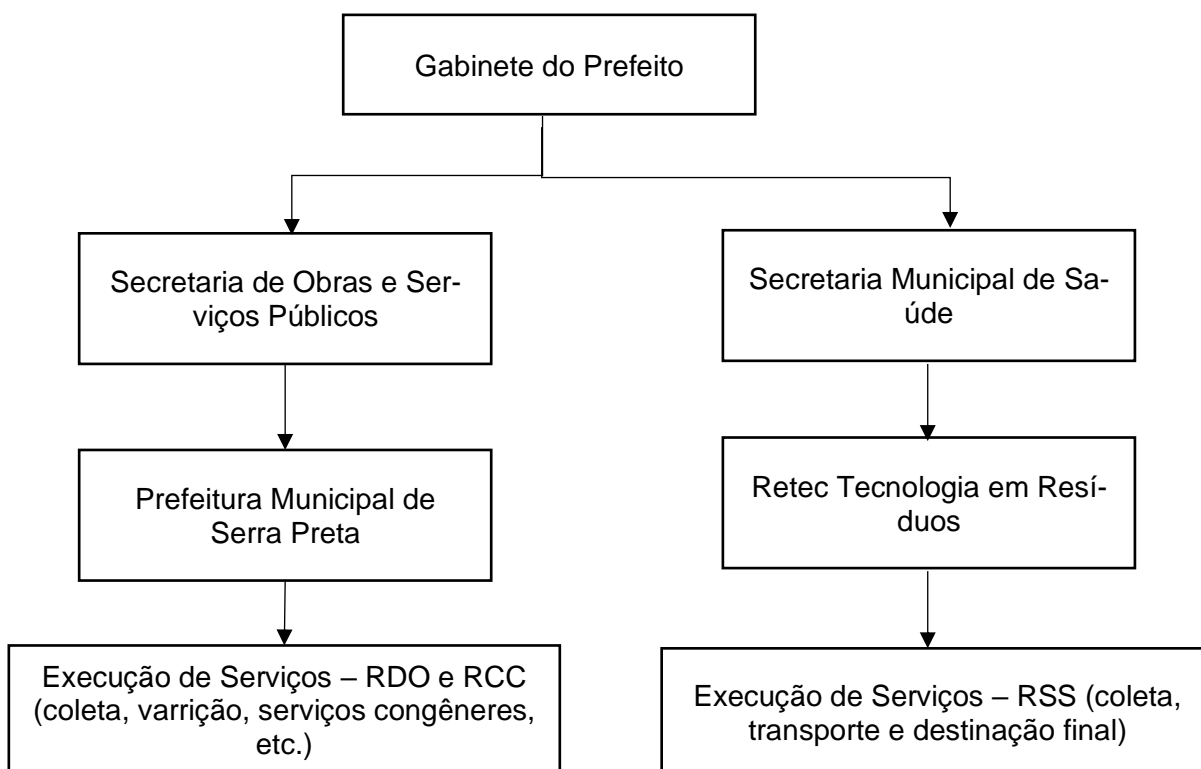 Gabinete do Prefeito
Secretaria de Obras e Ser-
viços Públicos
Secretaria Municipal de Sa-
úde
Prefeitura Municipal de
Serra Preta
Retec Tecnologia em Resí-
duos
Execução de Serviços – RDO e RCC
(coleta, varrição, serviços congêneres,
etc.)
Execução de Serviços – RSS (coleta,
transporte e destinação final)